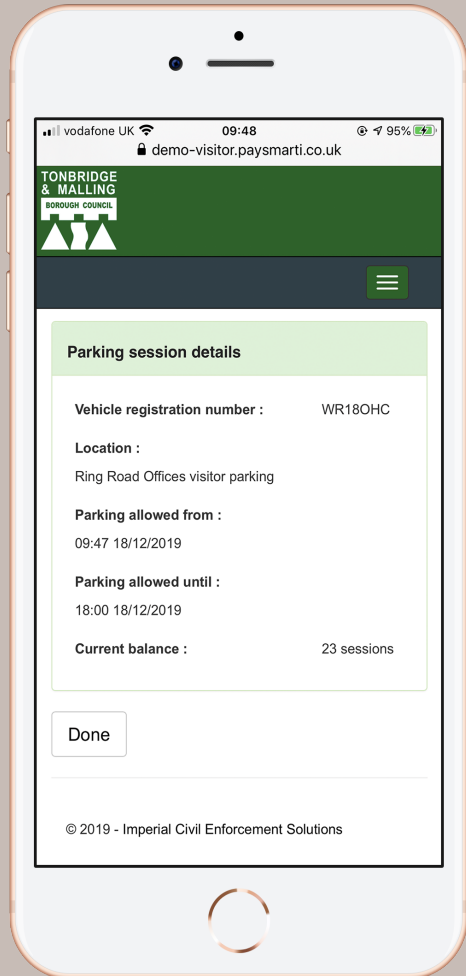 vodafone UK 09:48 95%
demo-visitor.paysmarti.co.uk
TONBRIDGE
& MALLING
BOROUGH COUNCIL
Parking session details
Vehicle registration number : WR18OHC
Location :
Ring Road Offices visitor parking
Parking allowed from :
09:47 18/12/2019
Parking allowed until :
18:00 18/12/2019
Current balance : 23 sessions
Done
© 2019 - Imperial Civil Enforcement Solutions